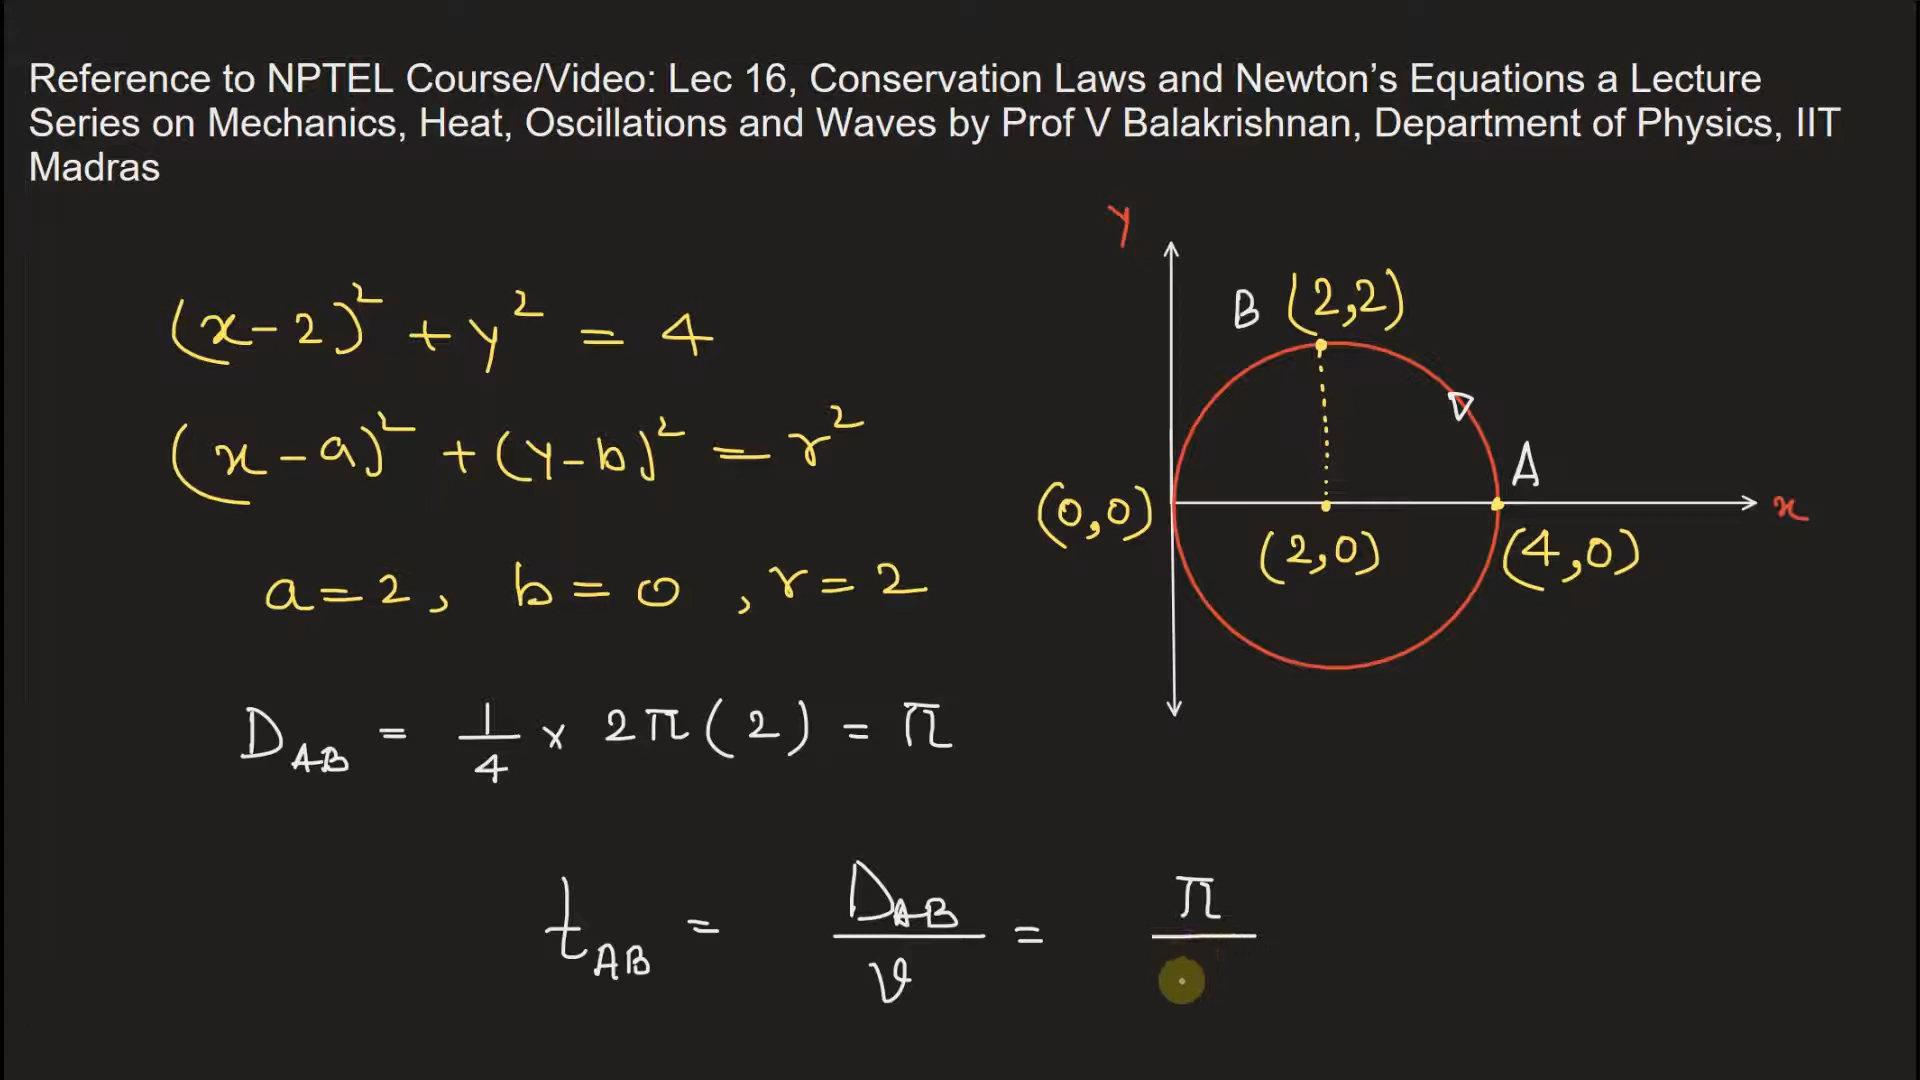 Reference to NPTEL Course/Video: Lec 16, Conservation Laws and Newton’s Equations a Lecture
Series on Mechanics, Heat, Oscillations and Waves by Prof V Balakrishnan, Department of Physics, IIT
Madras
(x-2)² + y² = 4
(x-a)² + (y-b)² = r²
a=2, b=0, r=2
D_AB = 1/4 × 2π(2) = π
t_AB = D_AB/v = π/
y
B (2,2)
A
(0,0)
x
(2,0) (4,0)